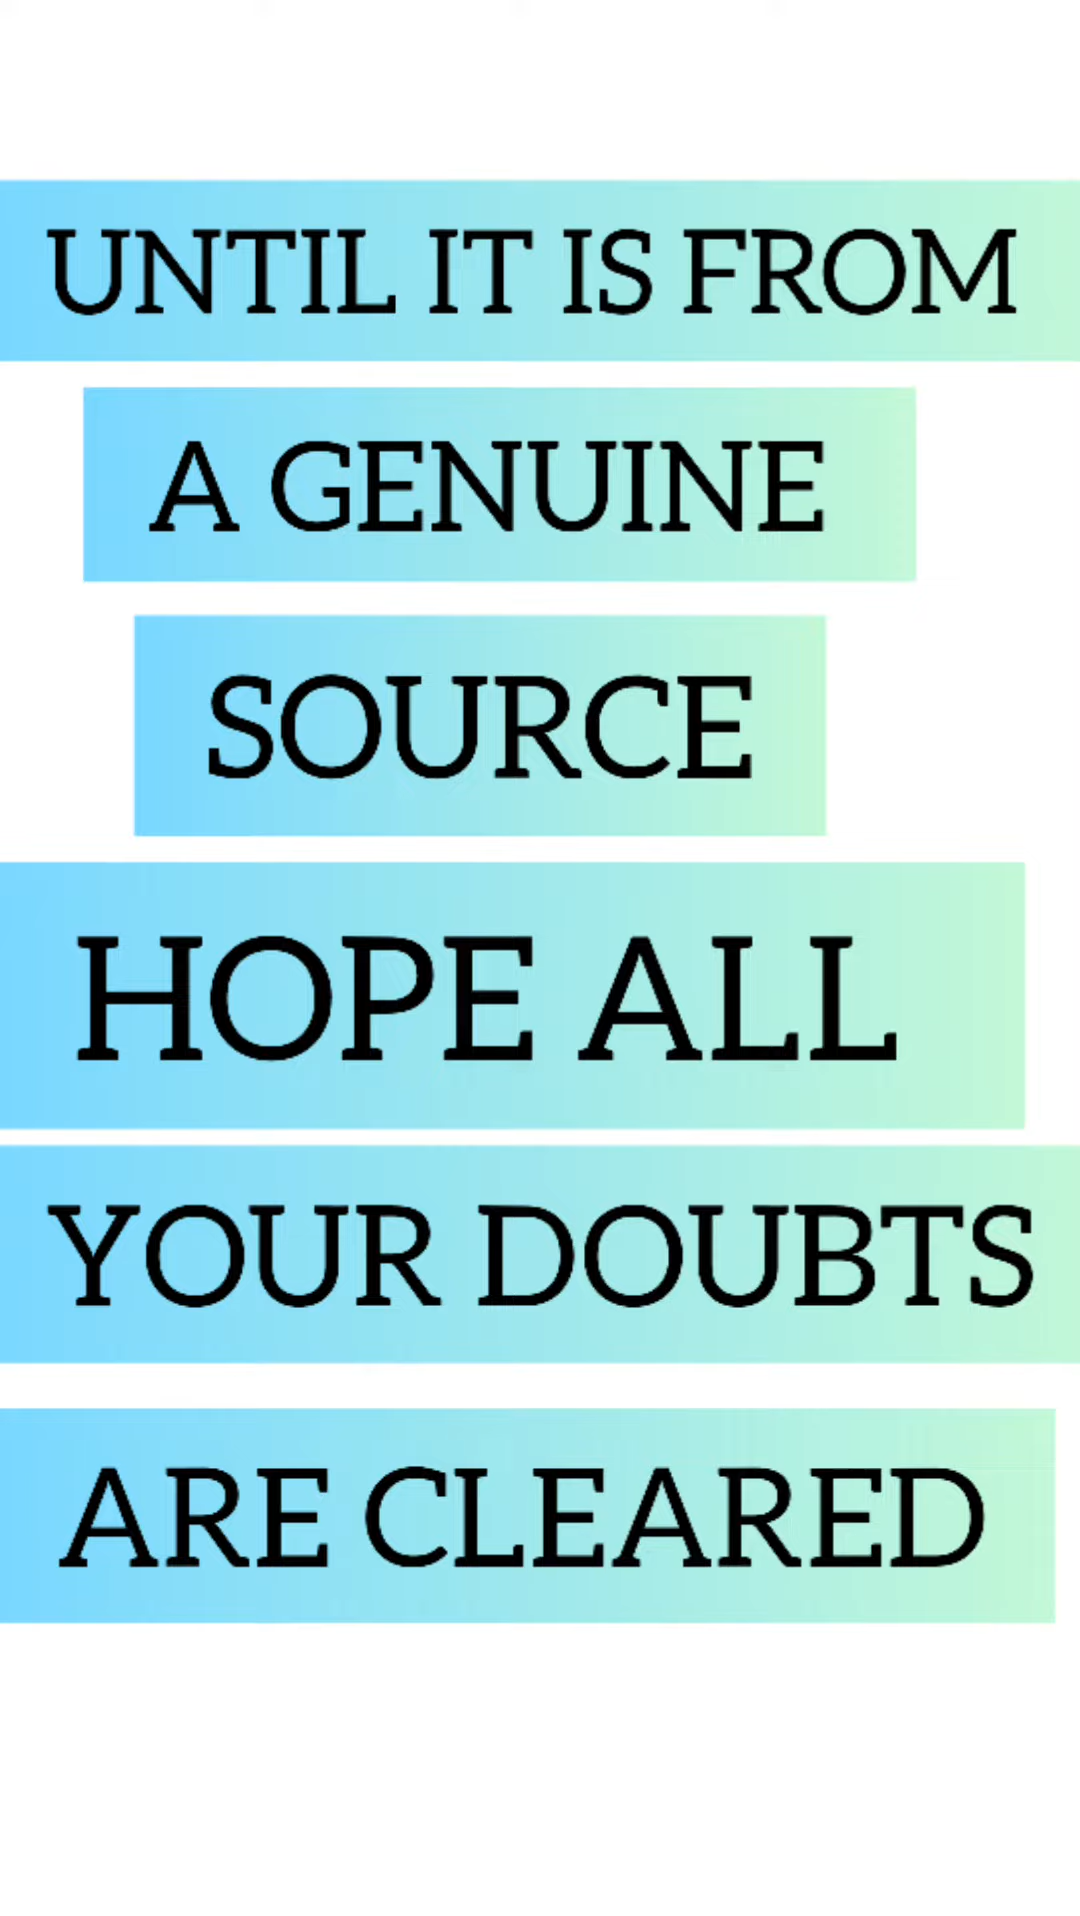 UNTIL IT IS FROM
A GENUINE
SOURCE
HOPE ALL
YOUR DOUBTS
ARE CLEARED